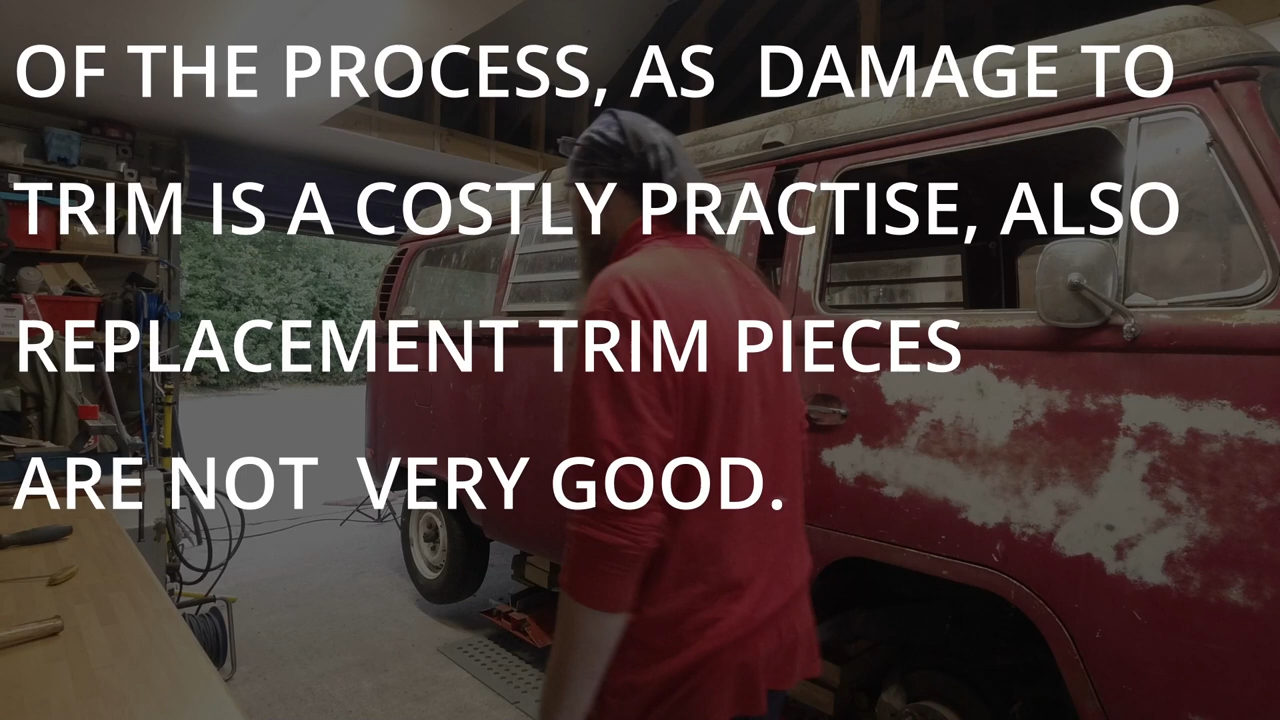 OF THE PROCESS, AS  DAMAGE TO
TRIM IS A COSTLY PRACTISE, ALSO
REPLACEMENT TRIM PIECES
ARE NOT  VERY GOOD.